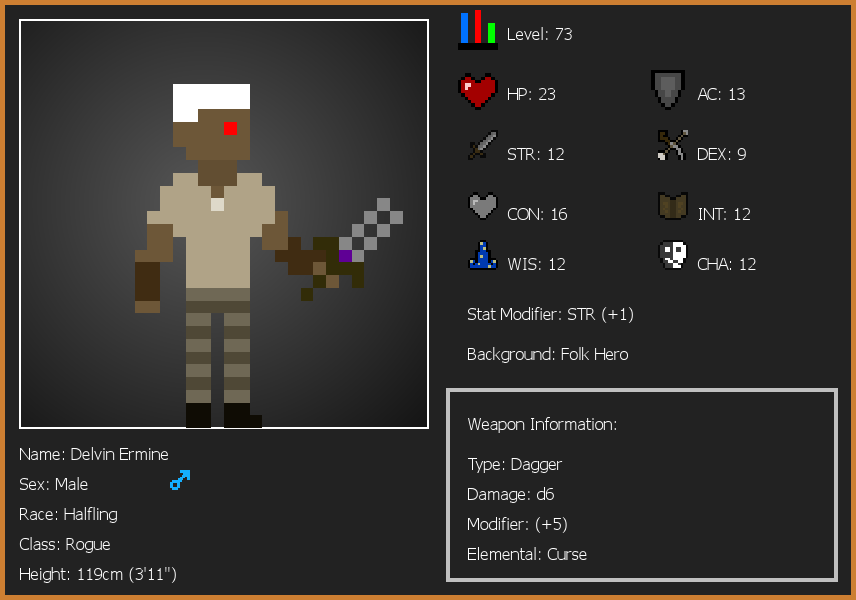 Level: 73
HP: 23
AC: 13
STR: 12
DEX: 9
CON: 16
INT: 12
WIS: 12
CHA: 12
Stat Modifier: STR (+1)
Background: Folk Hero
Weapon Information:
Type: Dagger
Damage: d6
Modifier: (+5)
Elemental: Curse
Name: Delvin Ermine
Sex: Male
Race: Halfling
Class: Rogue
Height: 119cm (3'11")